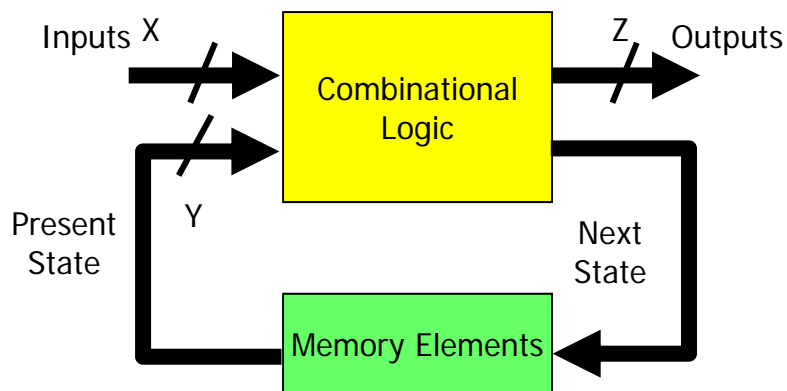 Inputs X
Z Outputs
Combinational
Logic
Y
Present
State
Next
State
Memory Elements